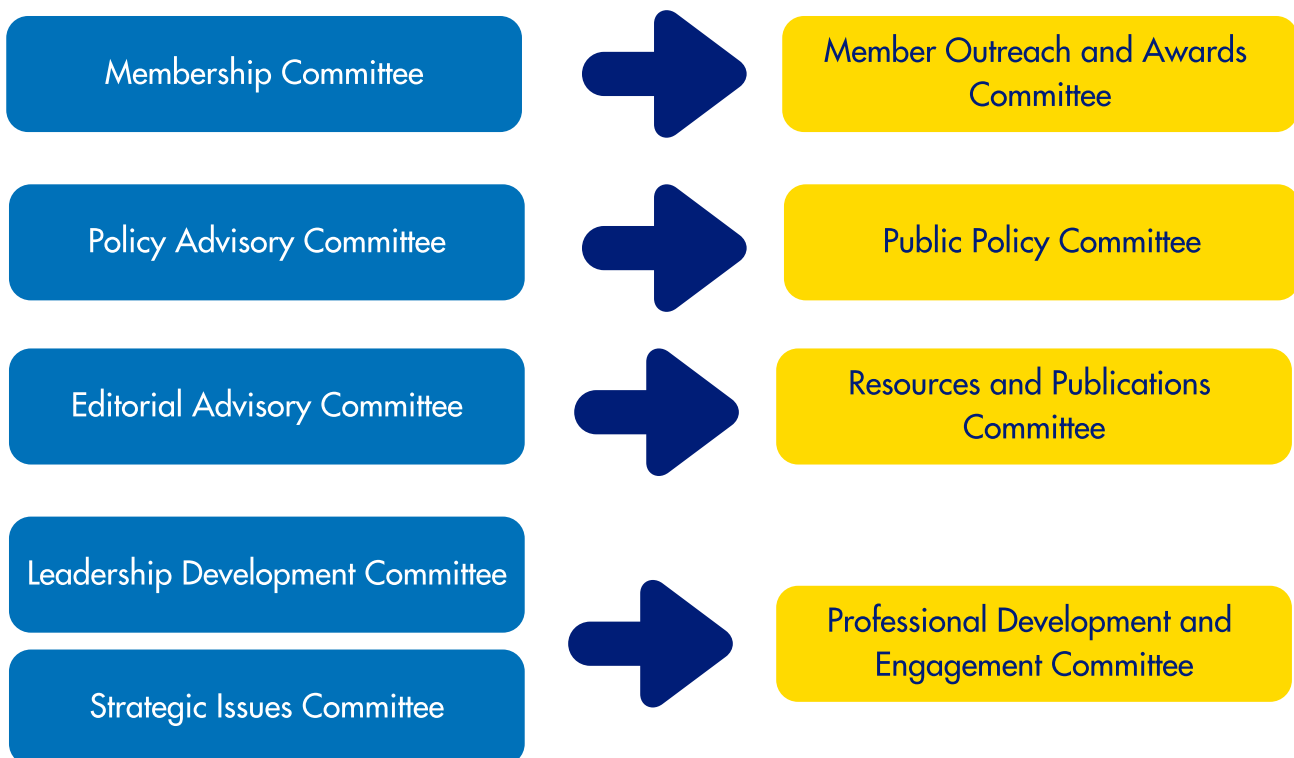 Membership Committee
Member Outreach and Awards
Committee
Policy Advisory Committee
Public Policy Committee
Editorial Advisory Committee
Resources and Publications
Committee
Leadership Development Committee
Strategic Issues Committee
Professional Development and
Engagement Committee